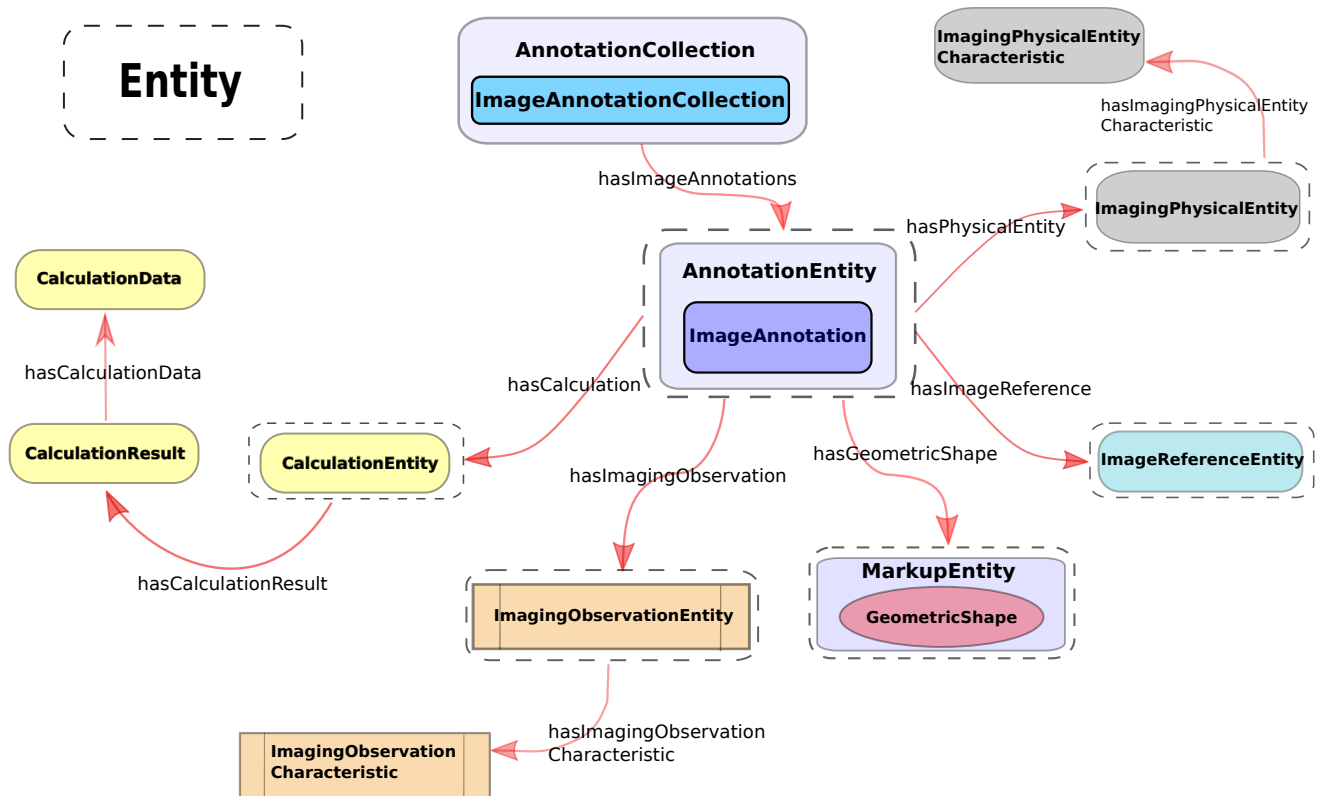 Entity
AnnotationCollection
ImageAnnotationCollection
ImagingPhysicalEntity
Characteristic
hasImagingPhysicalEntity
Characteristic
hasImageAnnotations
ImagingPhysicalEntity
hasPhysicalEntity
AnnotationEntity
ImageAnnotation
CalculationData
hasCalculationData
hasCalculation
hasImageReference
CalculationResult
CalculationEntity
hasImagingObservation
hasGeometricShape
ImageReferenceEntity
hasCalculationResult
MarkupEntity
GeometricShape
ImagingObservationEntity
hasImagingObservation
Characteristic
ImagingObservation
Characteristic